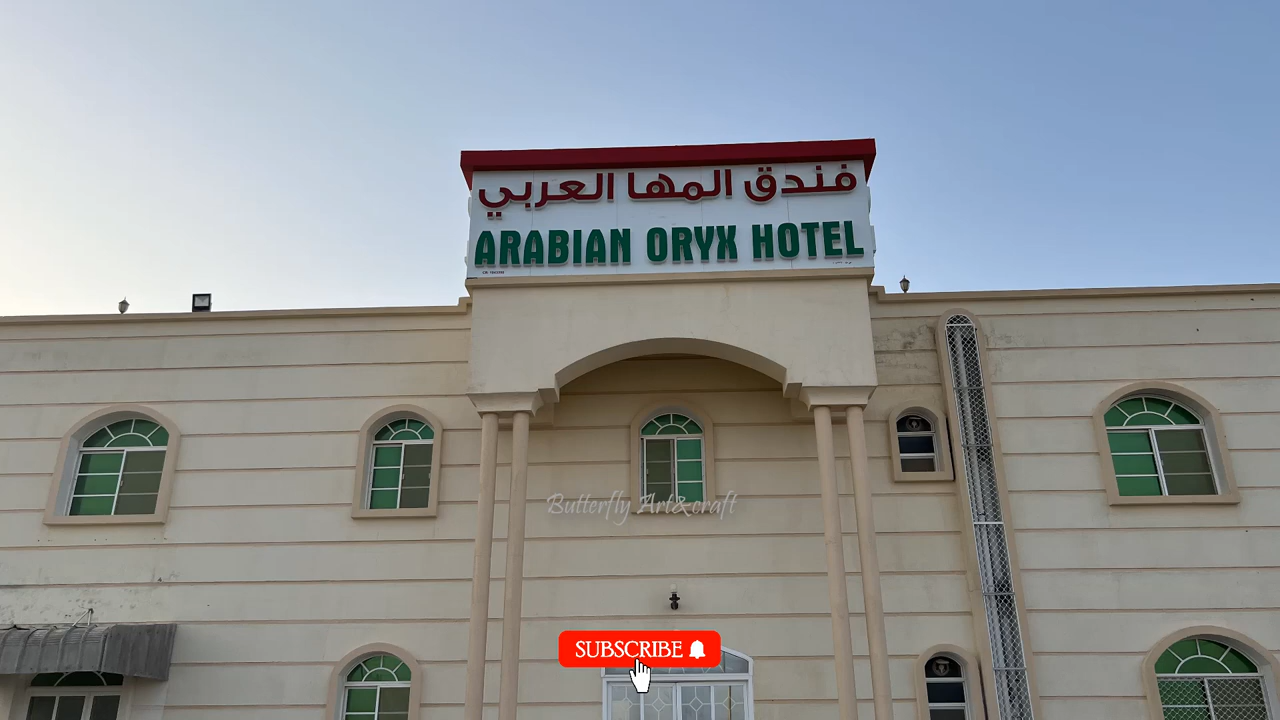 فندق المها العربي
ARABIAN ORYX HOTEL
Butterfly Art&craft
SUBSCRIBE